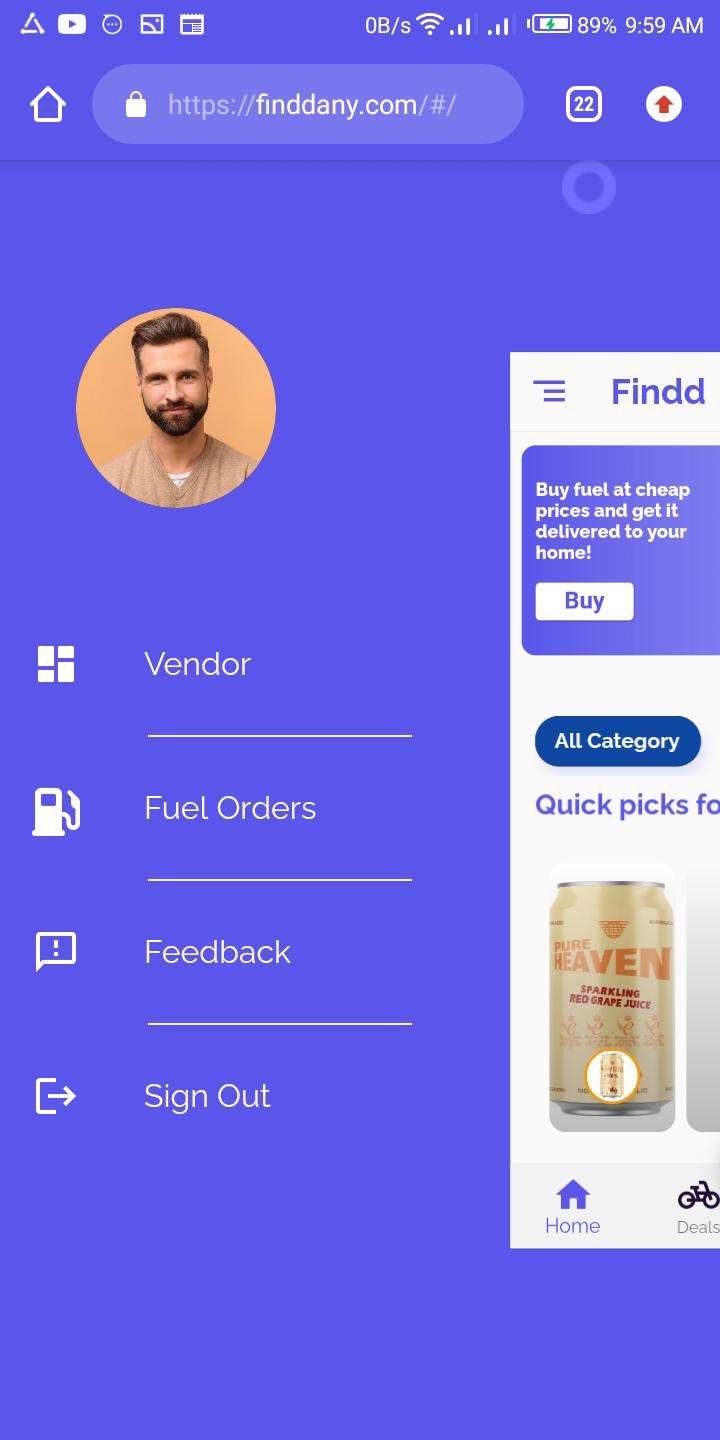 0B/s 89% 9:59 AM
https://finddany.com/#/
22
Findd
Buy fuel at cheap
prices and get it
delivered to your
home!
Buy
Vendor
All Category
Fuel Orders
Quick picks fo
Feedback
PURE
HEAVEN
SPARKLING
RED GRAPE JUICE
Sign Out
Home
Deals